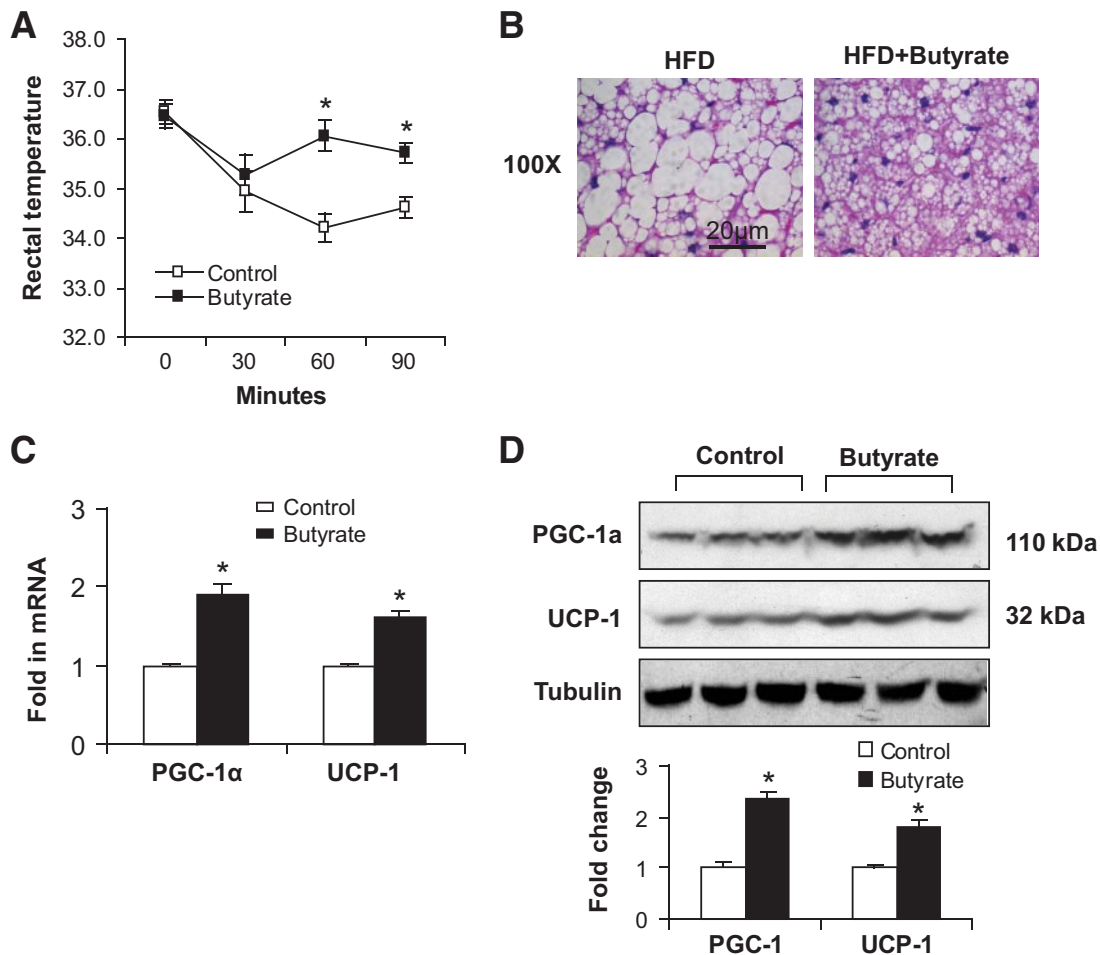 A
38.0
37.0
36.0
35.0
34.0
33.0
32.0
Rectal temperature
*
*
Control
Butyrate
0 30 60 90
Minutes
B
HFD HFD+Butyrate
100X
20µm
C
3
2
1
0
Fold in mRNA
Control
Butyrate
*
*
PGC-1α UCP-1
D
Control Butyrate
PGC-1a 110 kDa
UCP-1 32 kDa
Tubulin
Control
Butyrate
3
2
1
0
Fold change
*
*
PGC-1 UCP-1